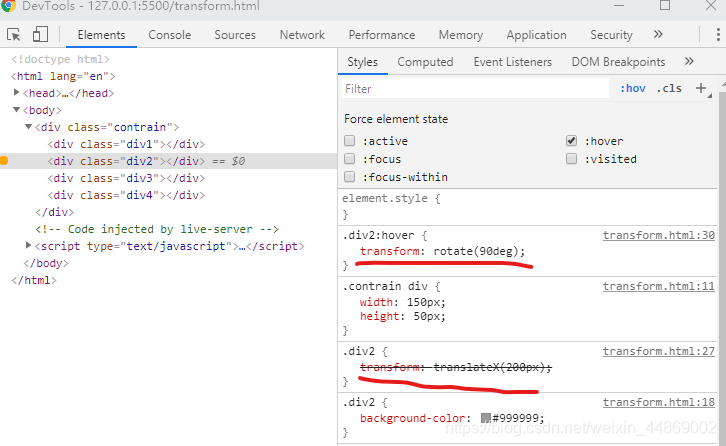 DevTools - 127.0.0.1:5500/transform.html
Elements Console Sources Network Performance Memory Application Security »
<!doctype html>
<html lang="en">
<head>…</head>
<body>
<div class="contrain">
<div class="div1"></div>
<div class="div2"></div> == $0
<div class="div3"></div>
<div class="div4"></div>
</div>
<!-- Code injected by live-server -->
<script type="text/javascript">…</script>
</body>
</html>
Styles Computed Event Listeners DOM Breakpoints »
Filter :hov .cls +
Force element state
:active :hover
:focus :visited
:focus-within
element.style {
}
.div2:hover { transform.html:30
transform: rotate(90deg);
}
.contrain div { transform.html:11
width: 150px;
height: 50px;
}
.div2 { transform.html:27
transform: translateX(200px);
}
.div2 { transform.html:18
background-color: #999999;
https://blog.csdn.net/weixin_44869002